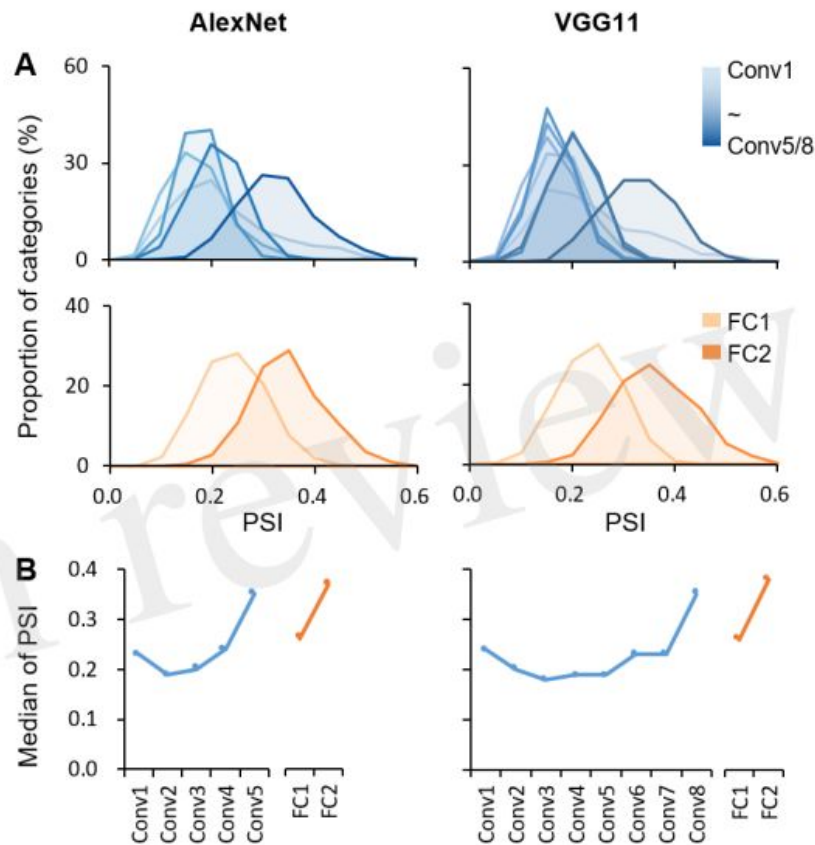 AlexNet VGG11
A
Proportion of categories (%)
60
30
0
Conv1
~
Conv5/8
40
20
0
FC1
FC2
0.0 0.2 0.4 0.6
0.0 0.2 0.4 0.6
PSI PSI
review
B
Median of PSI
0.4
0.3
0.2
0.1
0.0
Conv1 Conv2 Conv3 Conv4 Conv5 FC1 FC2
Conv1 Conv2 Conv3 Conv4 Conv5 Conv6 Conv7 Conv8 FC1 FC2